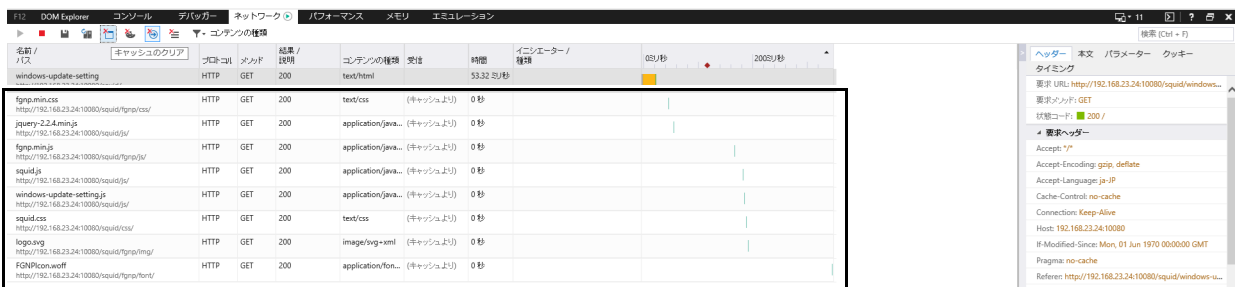 F12 DOM Explorer コンソール デバッガー ネットワーク パフォーマンス メモリ エミュレーション 11 ?
コンテンツの種類 検索 (Ctrl + F)
キャッシュのクリア
名前 /
パス
プロトコル メソッド
結果 /
説明
コンテンツの種類 受信 時間
イニシエーター /
種類
0ミリ秒 200ミリ秒
windows-update-setting HTTP GET 200 text/html 53.32 ミリ秒
fgnp.min.css HTTP GET 200 text/css (キャッシュより) 0 秒
http://192.168.23.24:10080/squid/fgnp/css/
jquery-2.2.4.min.js HTTP GET 200 application/java... (キャッシュより) 0 秒
http://192.168.23.24:10080/squid/js/
fgnp.min.js HTTP GET 200 application/java... (キャッシュより) 0 秒
http://192.168.23.24:10080/squid/fgnp/js/
squid.js HTTP GET 200 application/java... (キャッシュより) 0 秒
http://192.168.23.24:10080/squid/js/
windows-update-setting.js HTTP GET 200 application/java... (キャッシュより) 0 秒
http://192.168.23.24:10080/squid/js/
squid.css HTTP GET 200 text/css (キャッシュより) 0 秒
http://192.168.23.24:10080/squid/css/
logo.svg HTTP GET 200 image/svg+xml (キャッシュより) 0 秒
http://192.168.23.24:10080/squid/fgnp/img/
FGNPIcon.woff HTTP GET 200 application/fon... (キャッシュより) 0 秒
http://192.168.23.24:10080/squid/fgnp/font/
ヘッダー 本文 パラメーター クッキー
タイミング
要求 URL: http://192.168.23.24:10080/squid/windows...
要求メソッド: GET
状態コード: 200 /
要求ヘッダー
Accept: */*
Accept-Encoding: gzip, deflate
Accept-Language: ja-JP
Cache-Control: no-cache
Connection: Keep-Alive
Host: 192.168.23.24:10080
If-Modified-Since: Mon, 01 Jun 1970 00:00:00 GMT
Pragma: no-cache
Referer: http://192.168.23.24:10080/squid/windows-u...